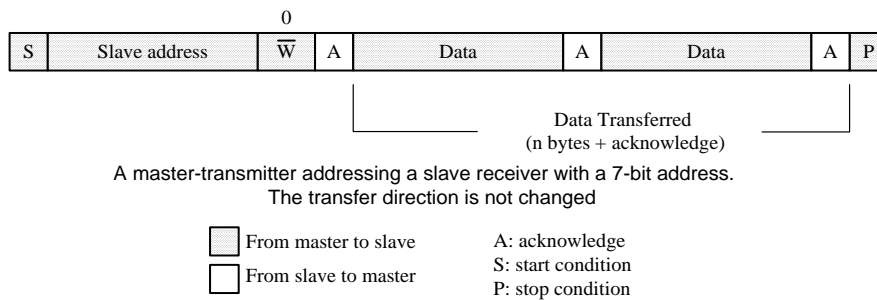 0
S Slave address W̅ A Data A Data A P
Data Transferred
(n bytes + acknowledge)
A master-transmitter addressing a slave receiver with a 7-bit address.
The transfer direction is not changed
From master to slave
From slave to master
A: acknowledge
S: start condition
P: stop condition